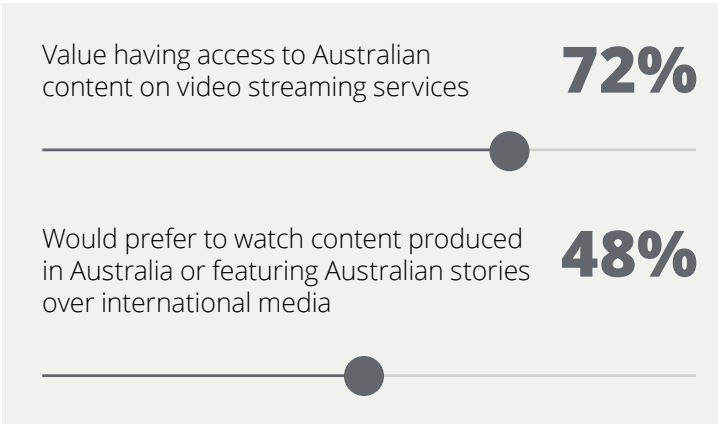 Value having access to Australian
content on video streaming services
72%
Would prefer to watch content produced
in Australia or featuring Australian stories
over international media
48%